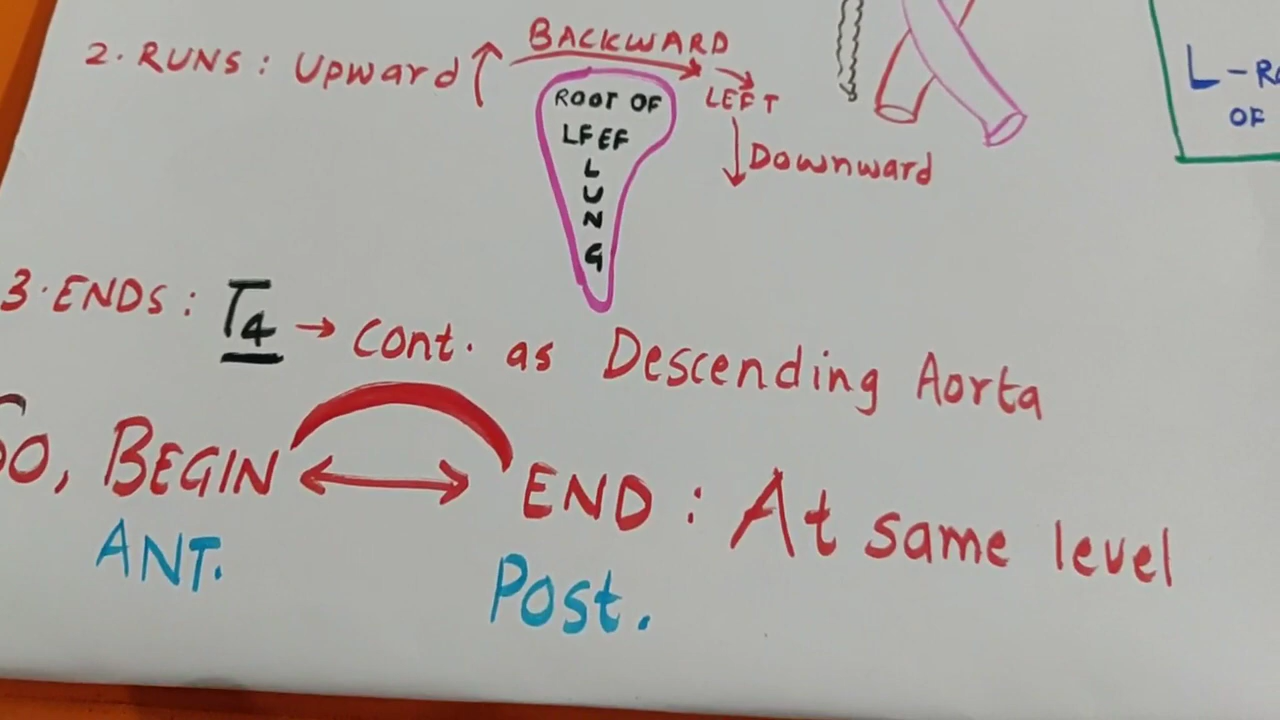 2. RUNS: Upward
BACKWARD
LEFT
Downward
ROOT OF
LFEF
L
U
N
G
L-R
OF
3. ENDS: T4 → Cont. as Descending Aorta
SO, BEGIN ↔ END: At same level
ANT.
Post.